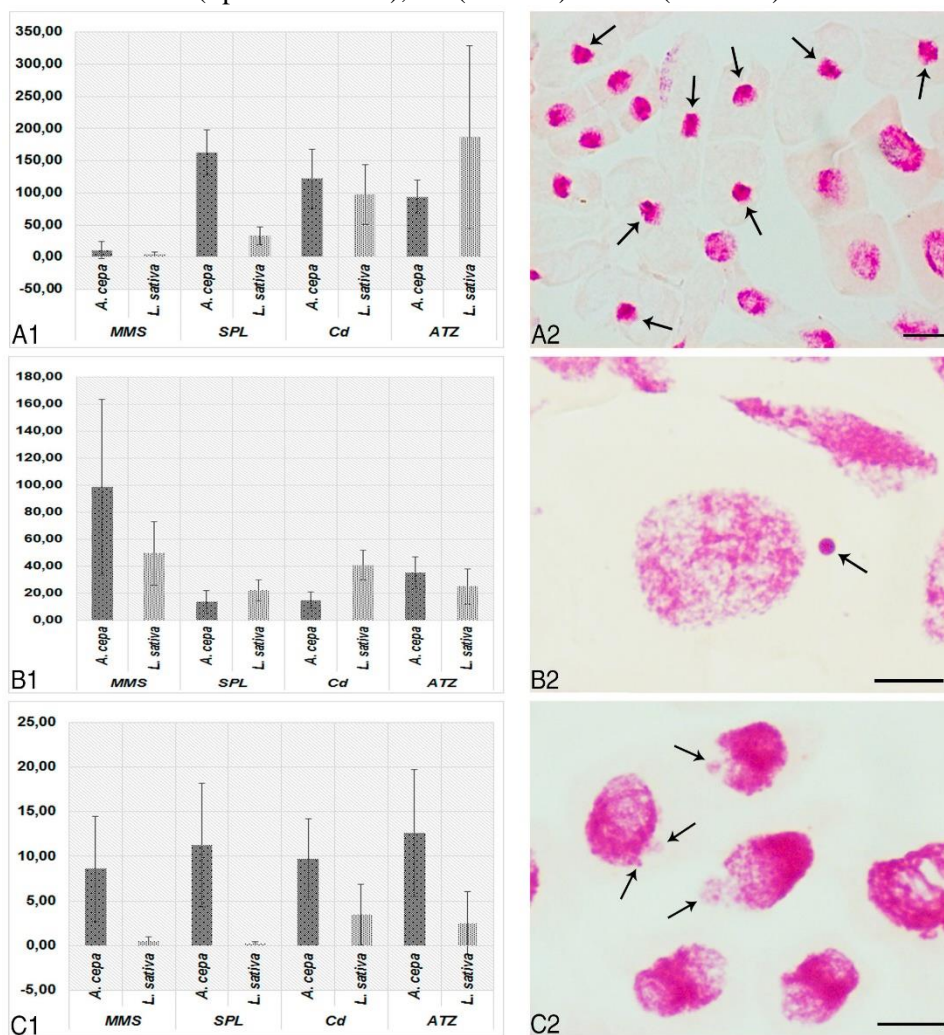 350,00
300,00
250,00
200,00
150,00
100,00
50,00
0,00
-50,00
A. cepa L. sativa A. cepa L. sativa A. cepa L. sativa A. cepa L. sativa
MMS SPL Cd ATZ
A1
A2
180,00
160,00
140,00
120,00
100,00
80,00
60,00
40,00
20,00
0,00
A. cepa L. sativa A. cepa L. sativa A. cepa L. sativa A. cepa L. sativa
MMS SPL Cd ATZ
B1
B2
25,00
20,00
15,00
10,00
5,00
0,00
-5,00
A. cepa L. sativa A. cepa L. sativa A. cepa L. sativa A. cepa L. sativa
MMS SPL Cd ATZ
C1
C2